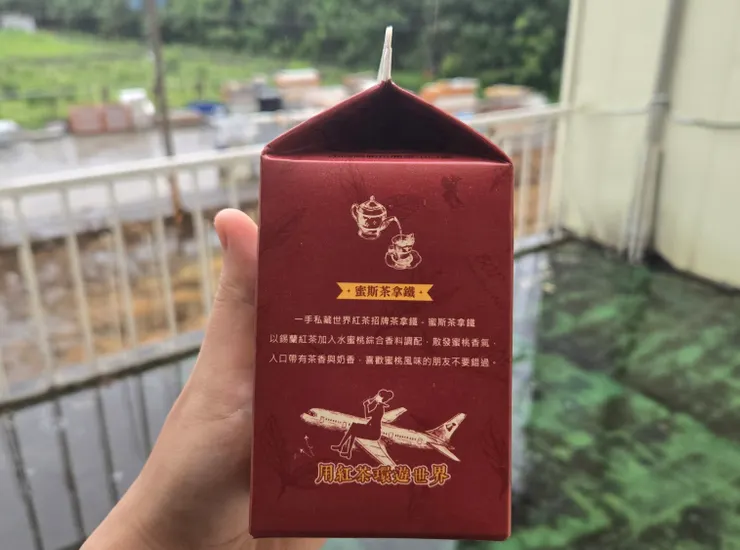 蜜斯茶拿鐵
一手私藏世界紅茶招牌茶拿鐵，蜜斯茶拿鐵
以錫蘭紅茶加入水蜜桃綜合香料調配，散發蜜桃香氣，
入口帶有茶香與奶香，喜歡蜜桃風味的朋友不要錯過。
用紅茶環遊世界